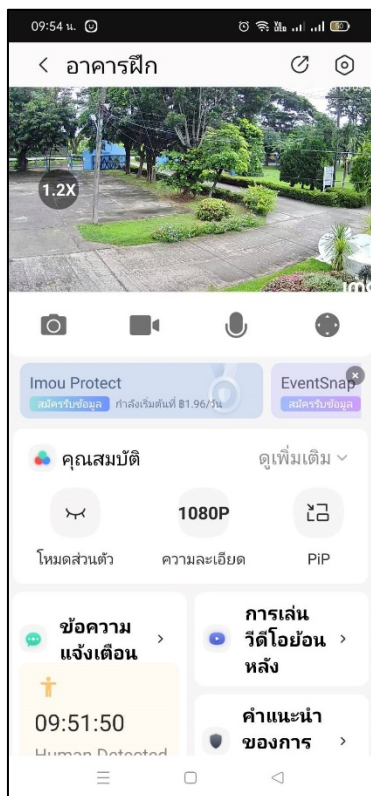 09:54 น.
50
อาคารฝึก
1.2X
imou
Imou Protect
สมัครรับข้อมูล กำลังเริ่มต้นที่ ฿1.96/วัน
EventSnap
สมัครรับข้อมูล
คุณสมบัติ
ดูเพิ่มเติม
1080P
โหมดส่วนตัว
ความละเอียด
PiP
ข้อความ
แจ้งเตือน
การเล่น
วีดีโอย้อน
หลัง
09:51:50
Human Detected
คำแนะนำ
ของการ